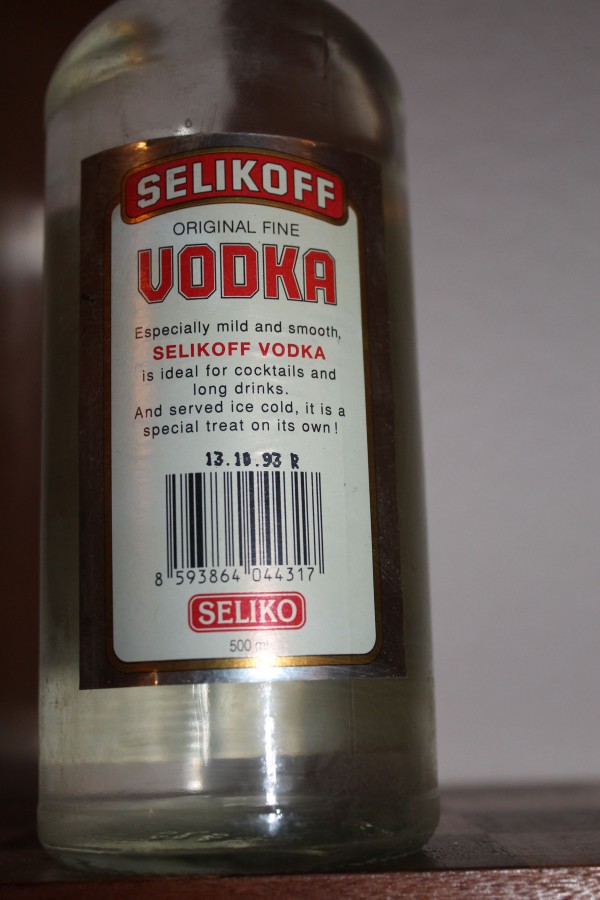 SELIKOFF
ORIGINAL FINE
VODKA
Especially mild and smooth,
SELIKOFF VODKA
is ideal for cocktails and
long drinks.
And served ice cold, it is a
special treat on its own!
13.10.93 R
8 593864 044317
SELIKO
500 ml